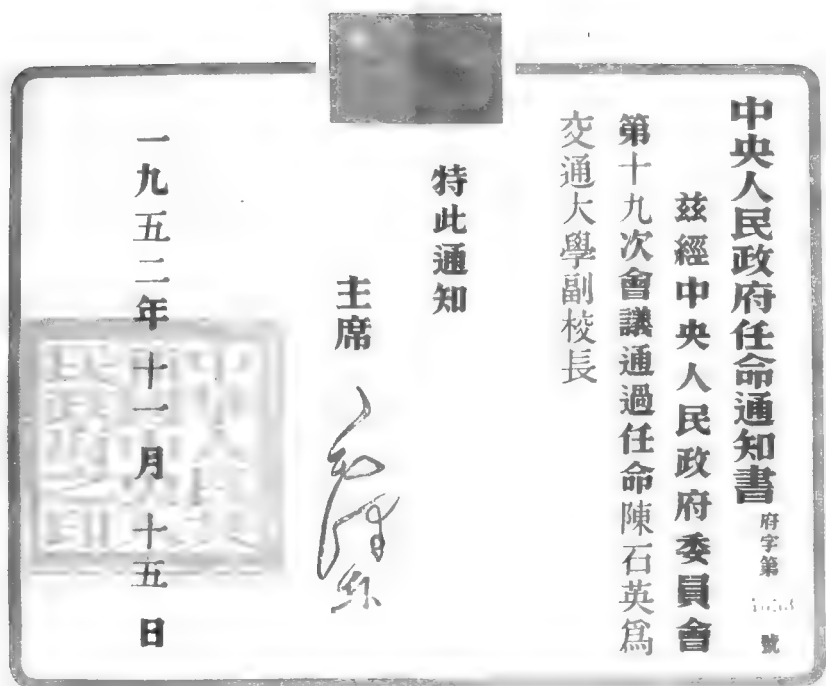 中央人民政府任命通知書
府字第 號
茲經中央人民政府委員會
第十九次會議通過任命陳石英爲
交通大學副校長
特此通知
主席 毛澤東
一九五二年十一月十五日